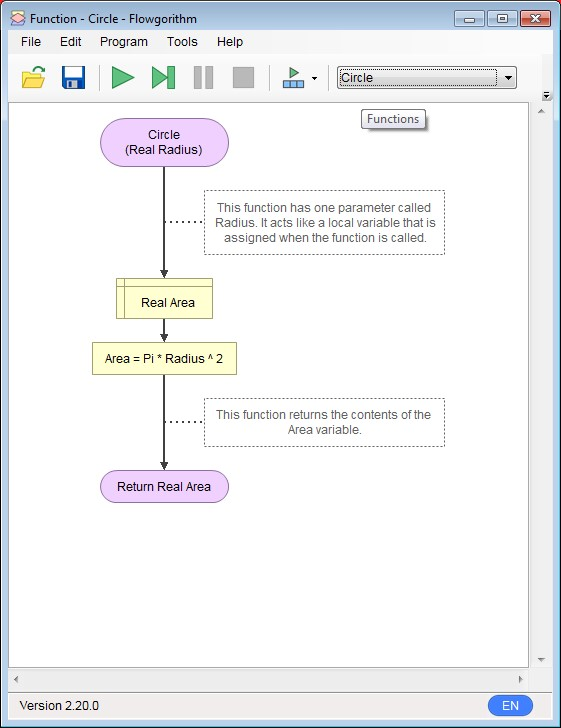 Function - Circle - Flowgorithm
File Edit Program Tools Help
Circle
Functions
Circle
(Real Radius)
This function has one parameter called
Radius. It acts like a local variable that is
assigned when the function is called.
Real Area
Area = Pi * Radius ^ 2
This function returns the contents of the
Area variable.
Return Real Area
Version 2.20.0
EN